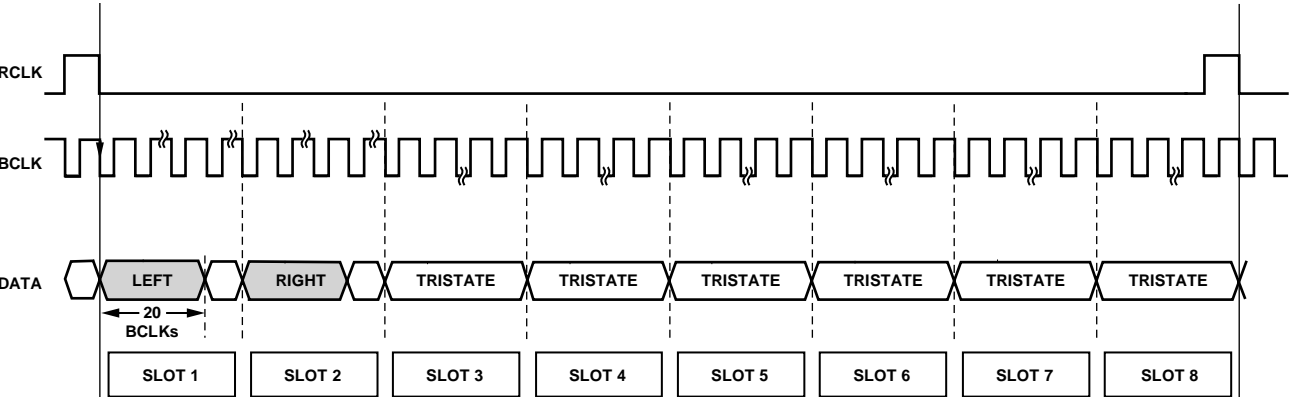 RCLK
BCLK
DATA
LEFT RIGHT TRISTATE TRISTATE TRISTATE TRISTATE TRISTATE TRISTATE
20
BCLKs
SLOT 1 SLOT 2 SLOT 3 SLOT 4 SLOT 5 SLOT 6 SLOT 7 SLOT 8